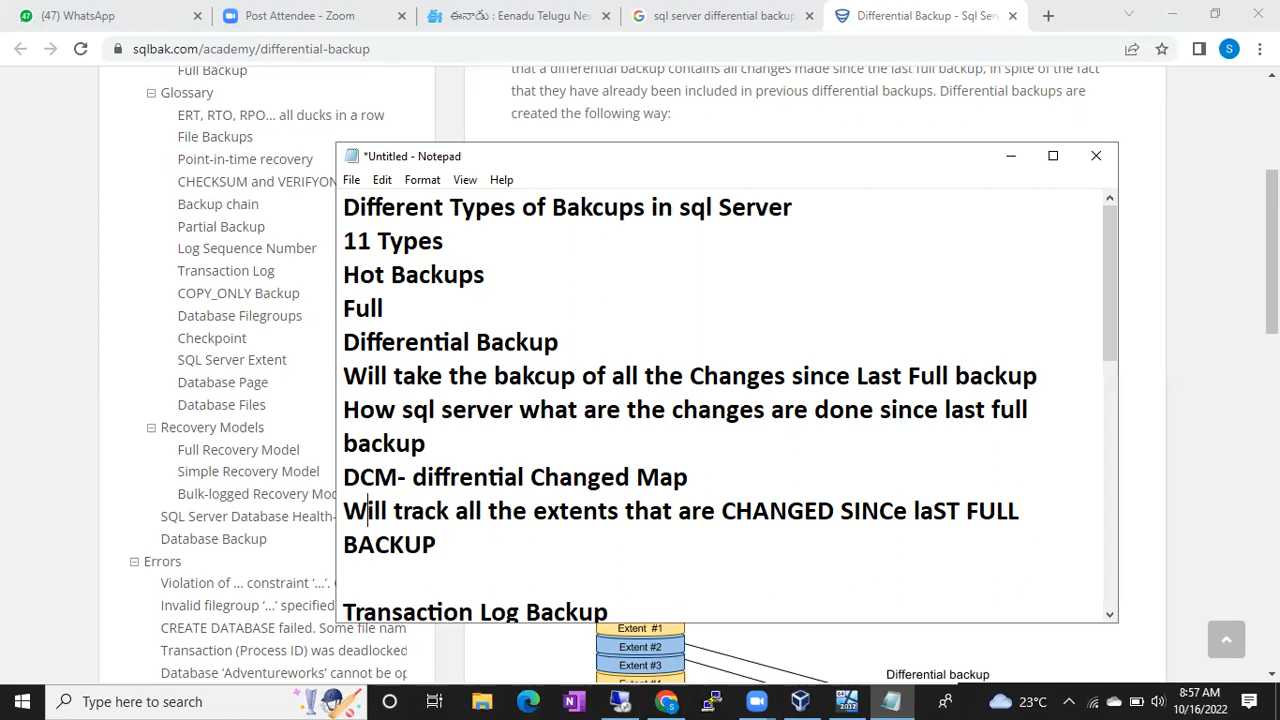 (47) WhatsApp
Post Attendee - Zoom
ఈనాడు : Eenadu Telugu Ne
sql server differential backup
Differential Backup - Sql Ser
sqlbak.com/academy/differential-backup
S
Full Backup
Glossary
ERT, RTO, RPO... all ducks in a row
File Backups
Point-in-time recovery
CHECKSUM and VERIFYON
Backup chain
Partial Backup
Log Sequence Number
Transaction Log
COPY_ONLY Backup
Database Filegroups
Checkpoint
SQL Server Extent
Database Page
Database Files
Recovery Models
Full Recovery Model
Simple Recovery Model
Bulk-logged Recovery Mod
SQL Server Database Health-
Database Backup
Errors
Violation of ... constraint ‘...’.
Invalid filegroup ‘...’ specified
CREATE DATABASE failed. Some file nam
Transaction (Process ID) was deadlocked
Database ‘Adventureworks’ cannot be op
that a differential backup contains all changes made since the last full backup, in spite of the fact
that they have already been included in previous differential backups. Differential backups are
created the following way:
*Untitled - Notepad
File Edit Format View Help
Different Types of Bakcups in sql Server
11 Types
Hot Backups
Full
Differential Backup
Will take the bakcup of all the Changes since Last Full backup
How sql server what are the changes are done since last full
backup
DCM- diffrential Changed Map
Will track all the extents that are CHANGED SINCe laST FULL
BACKUP
Transaction Log Backup
Extent #1
Extent #2
Extent #3
Differential backup
Type here to search
23°C
8:57 AM
10/16/2022